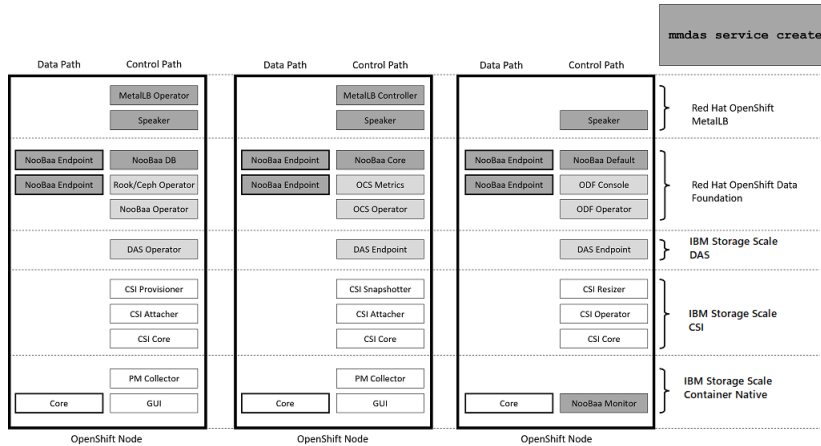 mmdas service create
Data Path Control Path Data Path Control Path Data Path Control Path
MetalLB Operator MetalLB Controller
Speaker Speaker Speaker
Red Hat OpenShift
MetalLB
NooBaa Endpoint NooBaa DB NooBaa Endpoint NooBaa Core NooBaa Endpoint NooBaa Default
NooBaa Endpoint Rook/Ceph Operator NooBaa Endpoint OCS Metrics NooBaa Endpoint ODF Console
NooBaa Operator OCS Operator ODF Operator
Red Hat OpenShift Data
Foundation
DAS Operator DAS Endpoint DAS Endpoint
IBM Storage Scale
DAS
CSI Provisioner CSI Snapshotter CSI Resizer
CSI Attacher CSI Attacher CSI Operator
CSI Core CSI Core CSI Core
IBM Storage Scale
CSI
PM Collector PM Collector
Core GUI Core GUI Core NooBaa Monitor
IBM Storage Scale
Container Native
OpenShift Node OpenShift Node OpenShift Node